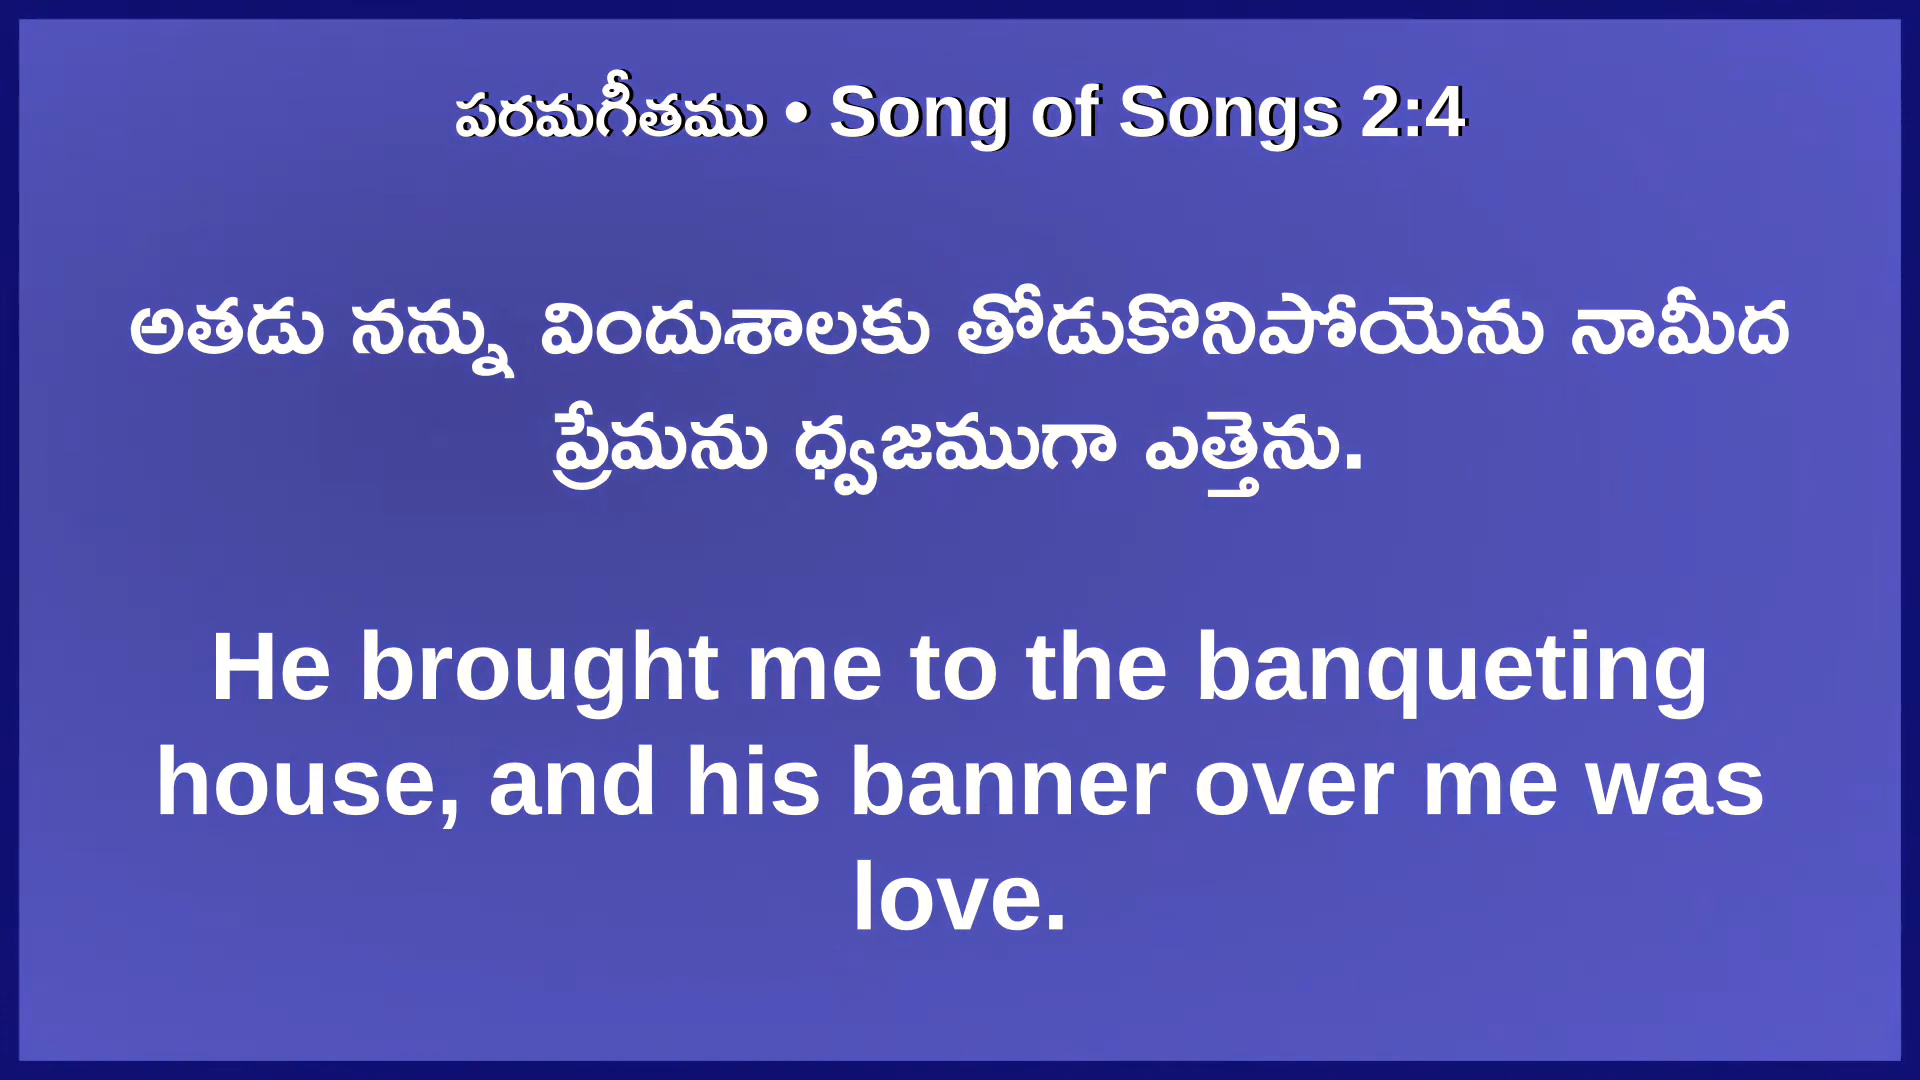 పరమగీతము • Song of Songs 2:4
అతడు నన్ను విందుశాలకు తోడుకొనిపోయెను నామీద
ప్రేమను ధ్వజముగా ఎత్తెను.
He brought me to the banqueting
house, and his banner over me was
love.